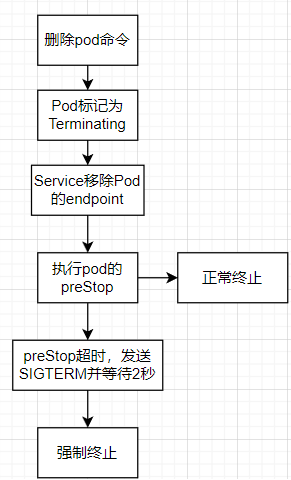 删除pod命令
Pod标记为
Terminating
Service移除Pod
的endpoint
执行pod的
preStop
正常终止
preStop超时，发送
SIGTERM并等待2秒
强制终止